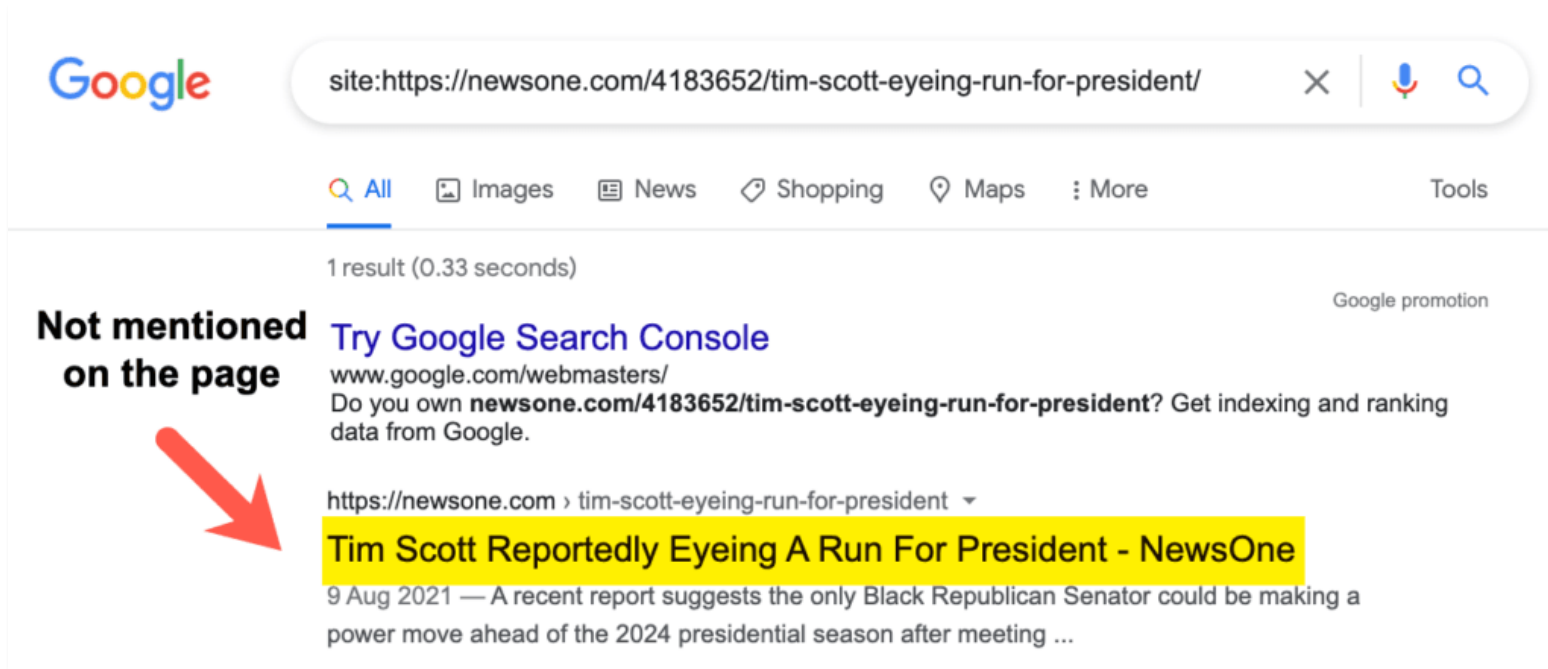 Google
site:https://newsone.com/4183652/tim-scott-eyeing-run-for-president/
All Images News Shopping Maps More Tools
1 result (0.33 seconds)
Google promotion
Not mentioned
on the page
Try Google Search Console
www.google.com/webmasters/
Do you own newsone.com/4183652/tim-scott-eyeing-run-for-president? Get indexing and ranking
data from Google.
https://newsone.com › tim-scott-eyeing-run-for-president
Tim Scott Reportedly Eyeing A Run For President - NewsOne
9 Aug 2021 — A recent report suggests the only Black Republican Senator could be making a
power move ahead of the 2024 presidential season after meeting ...